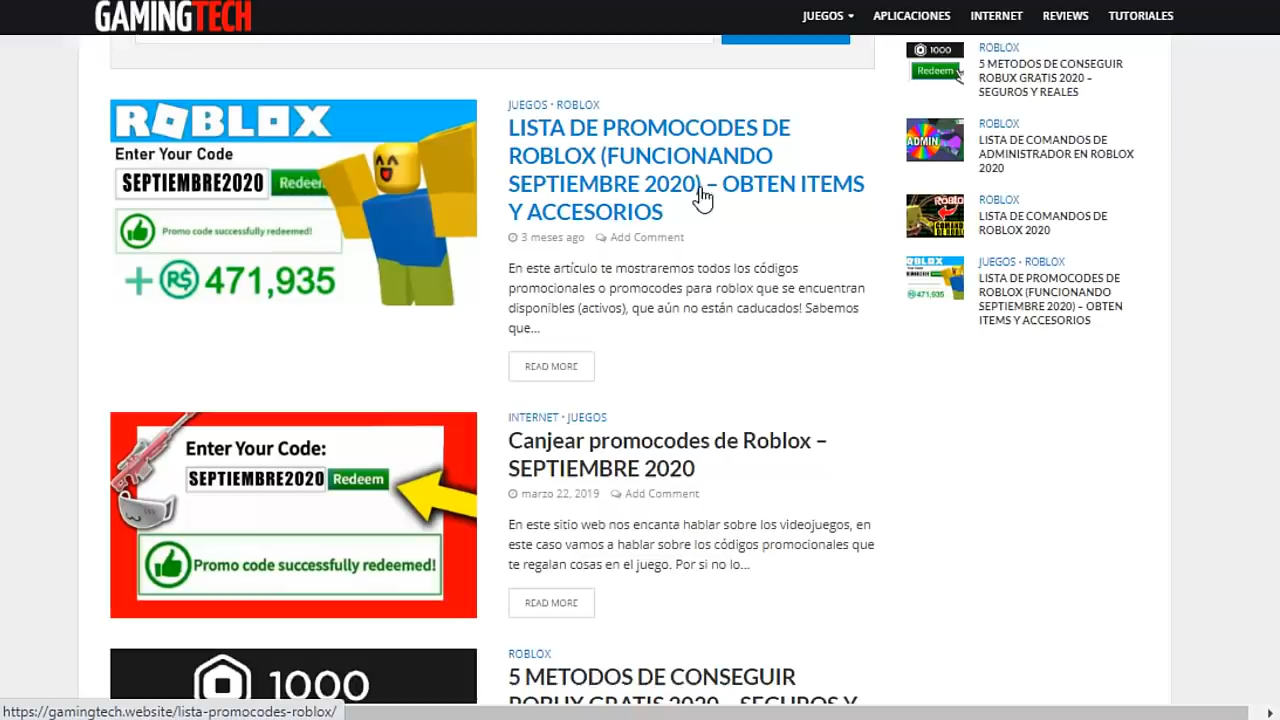 GAMINGTECH
JUEGOS
APLICACIONES
INTERNET
REVIEWS
TUTORIALES
ROBLOX
Enter Your Code
SEPTIEMBRE2020
Redeem
Promo code successfully redeemed!
+ R$ 471,935
JUEGOS • ROBLOX
LISTA DE PROMOCODES DE
ROBLOX (FUNCIONANDO
SEPTIEMBRE 2020) – OBTEN ITEMS
Y ACCESORIOS
3 meses ago
Add Comment
En este artículo te mostraremos todos los códigos
promocionales o promocodes para roblox que se encuentran
disponibles (activos), que aún no están caducados! Sabemos
que...
READ MORE
Enter Your Code:
SEPTIEMBRE2020
Redeem
Promo code successfully redeemed!
INTERNET • JUEGOS
Canjear promocodes de Roblox –
SEPTIEMBRE 2020
marzo 22, 2019
Add Comment
En este sitio web nos encanta hablar sobre los videojuegos, en
este caso vamos a hablar sobre los códigos promocionales que
te regalan cosas en el juego. Por si no lo...
READ MORE
1000
ROBLOX
5 METODOS DE CONSEGUIR
ROBUX GRATIS 2020 – SEGUROS Y
1000
Redeem
ROBLOX
5 METODOS DE CONSEGUIR
ROBUX GRATIS 2020 –
SEGUROS Y REALES
ADMIN
ROBLOX
LISTA DE COMANDOS DE
ADMINISTRADOR EN ROBLOX
2020
ROBLOX
LISTA DE COMANDOS DE
ROBLOX 2020
471,935
JUEGOS • ROBLOX
LISTA DE PROMOCODES DE
ROBLOX (FUNCIONANDO
SEPTIEMBRE 2020) – OBTEN
ITEMS Y ACCESORIOS
https://gamingtech.website/lista-promocodes-roblox/